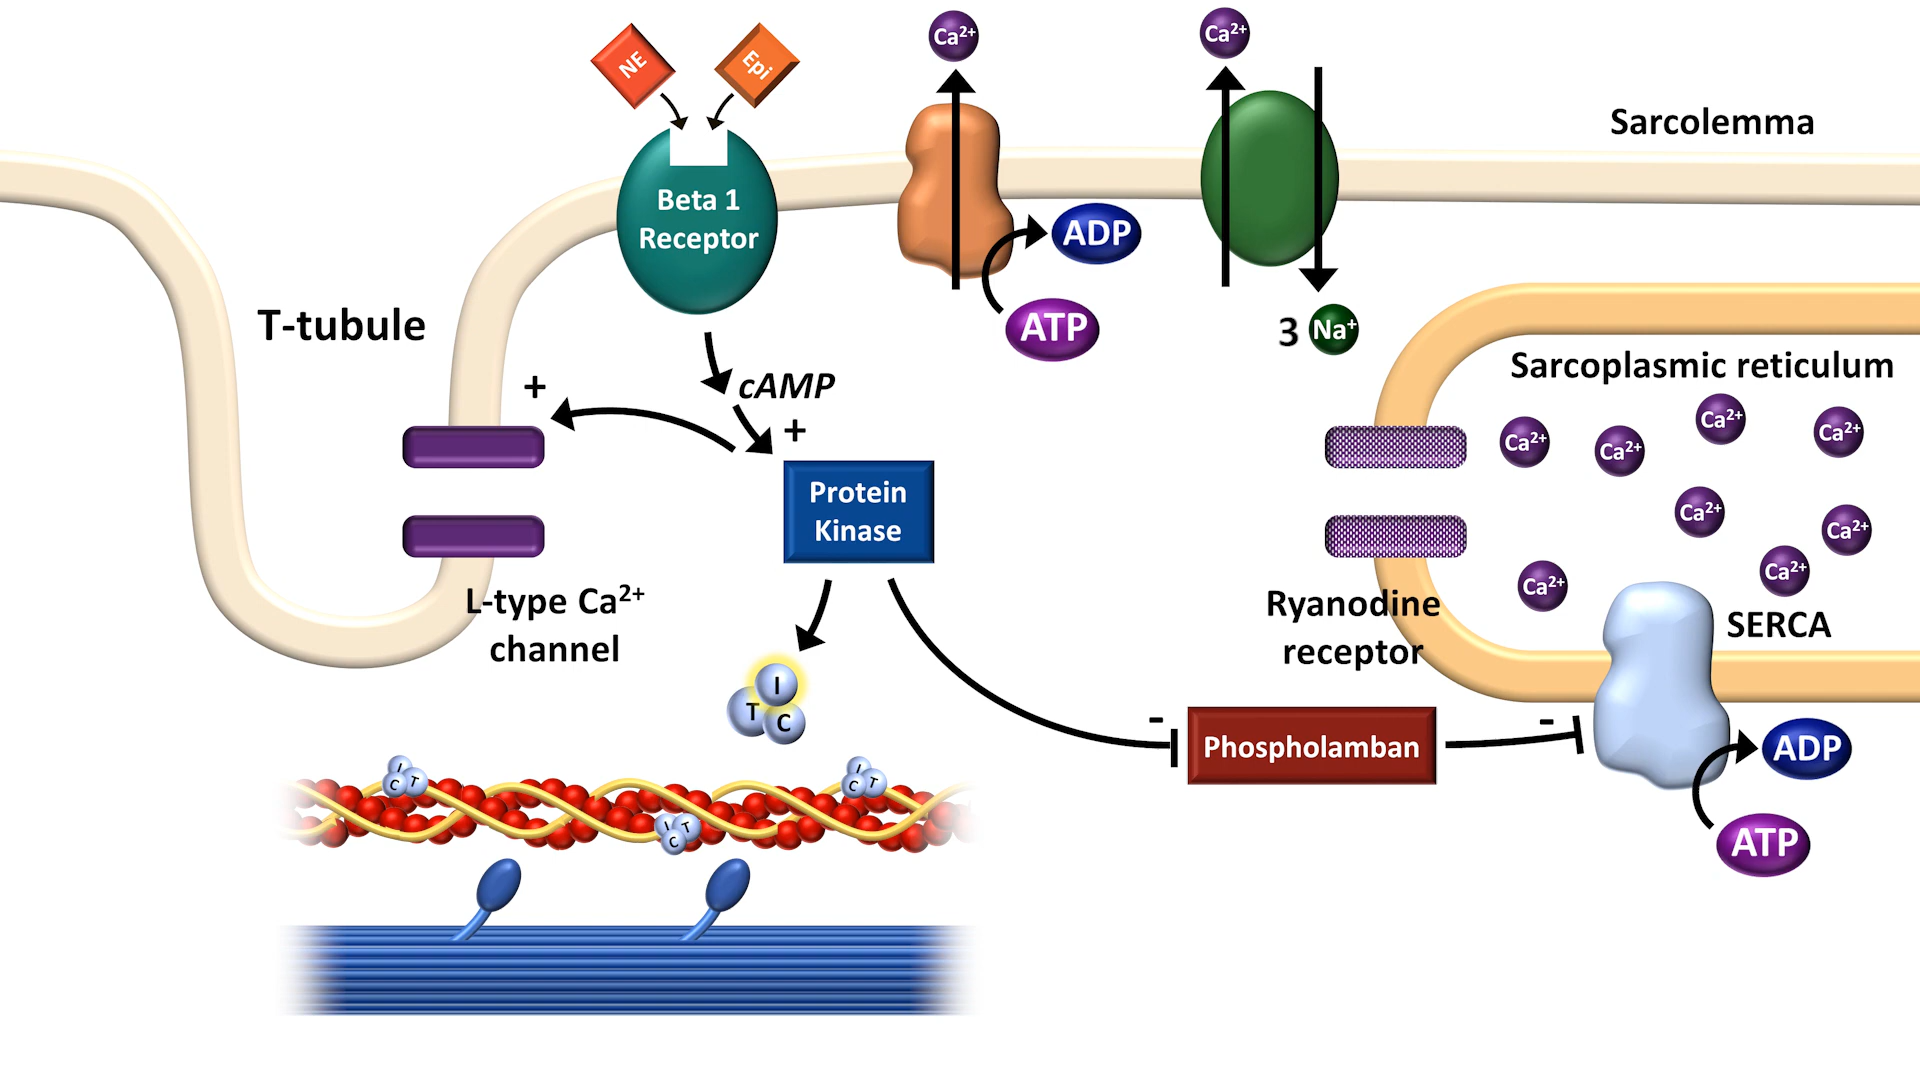 NE
Epi
Ca²⁺
Ca²⁺
Sarcolemma
Beta 1
Receptor
ADP
ATP
3 Na⁺
T-tubule
cAMP
+
+
Sarcoplasmic reticulum
Ca²⁺
Ca²⁺
Ca²⁺
Ca²⁺
Ca²⁺
Ca²⁺
Ca²⁺
Ca²⁺
Protein
Kinase
L-type Ca²⁺
channel
Ryanodine
receptor
SERCA
I
T
C
-
Phospholamban
-
ADP
ATP
I
C
T
I
C
T
I
T
C